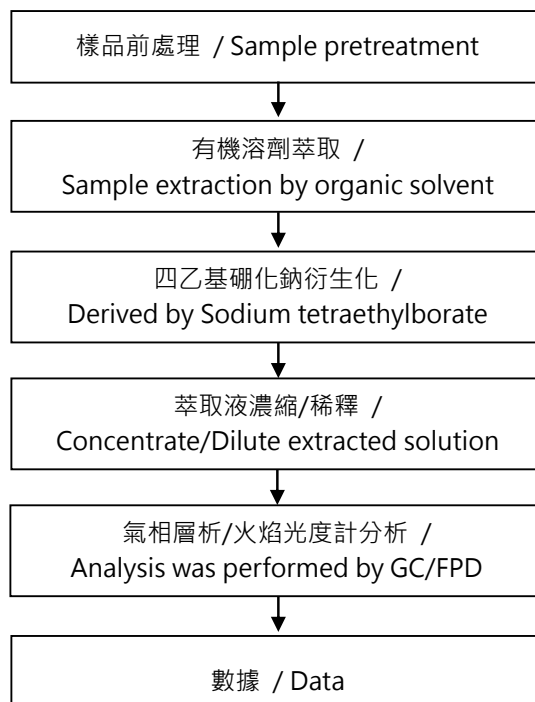 樣品前處理 / Sample pretreatment
有機溶劑萃取 /
Sample extraction by organic solvent
四乙基硼化鈉衍生化 /
Derived by Sodium tetraethylborate
萃取液濃縮/稀釋 /
Concentrate/Dilute extracted solution
氣相層析/火焰光度計分析 /
Analysis was performed by GC/FPD
數據 / Data